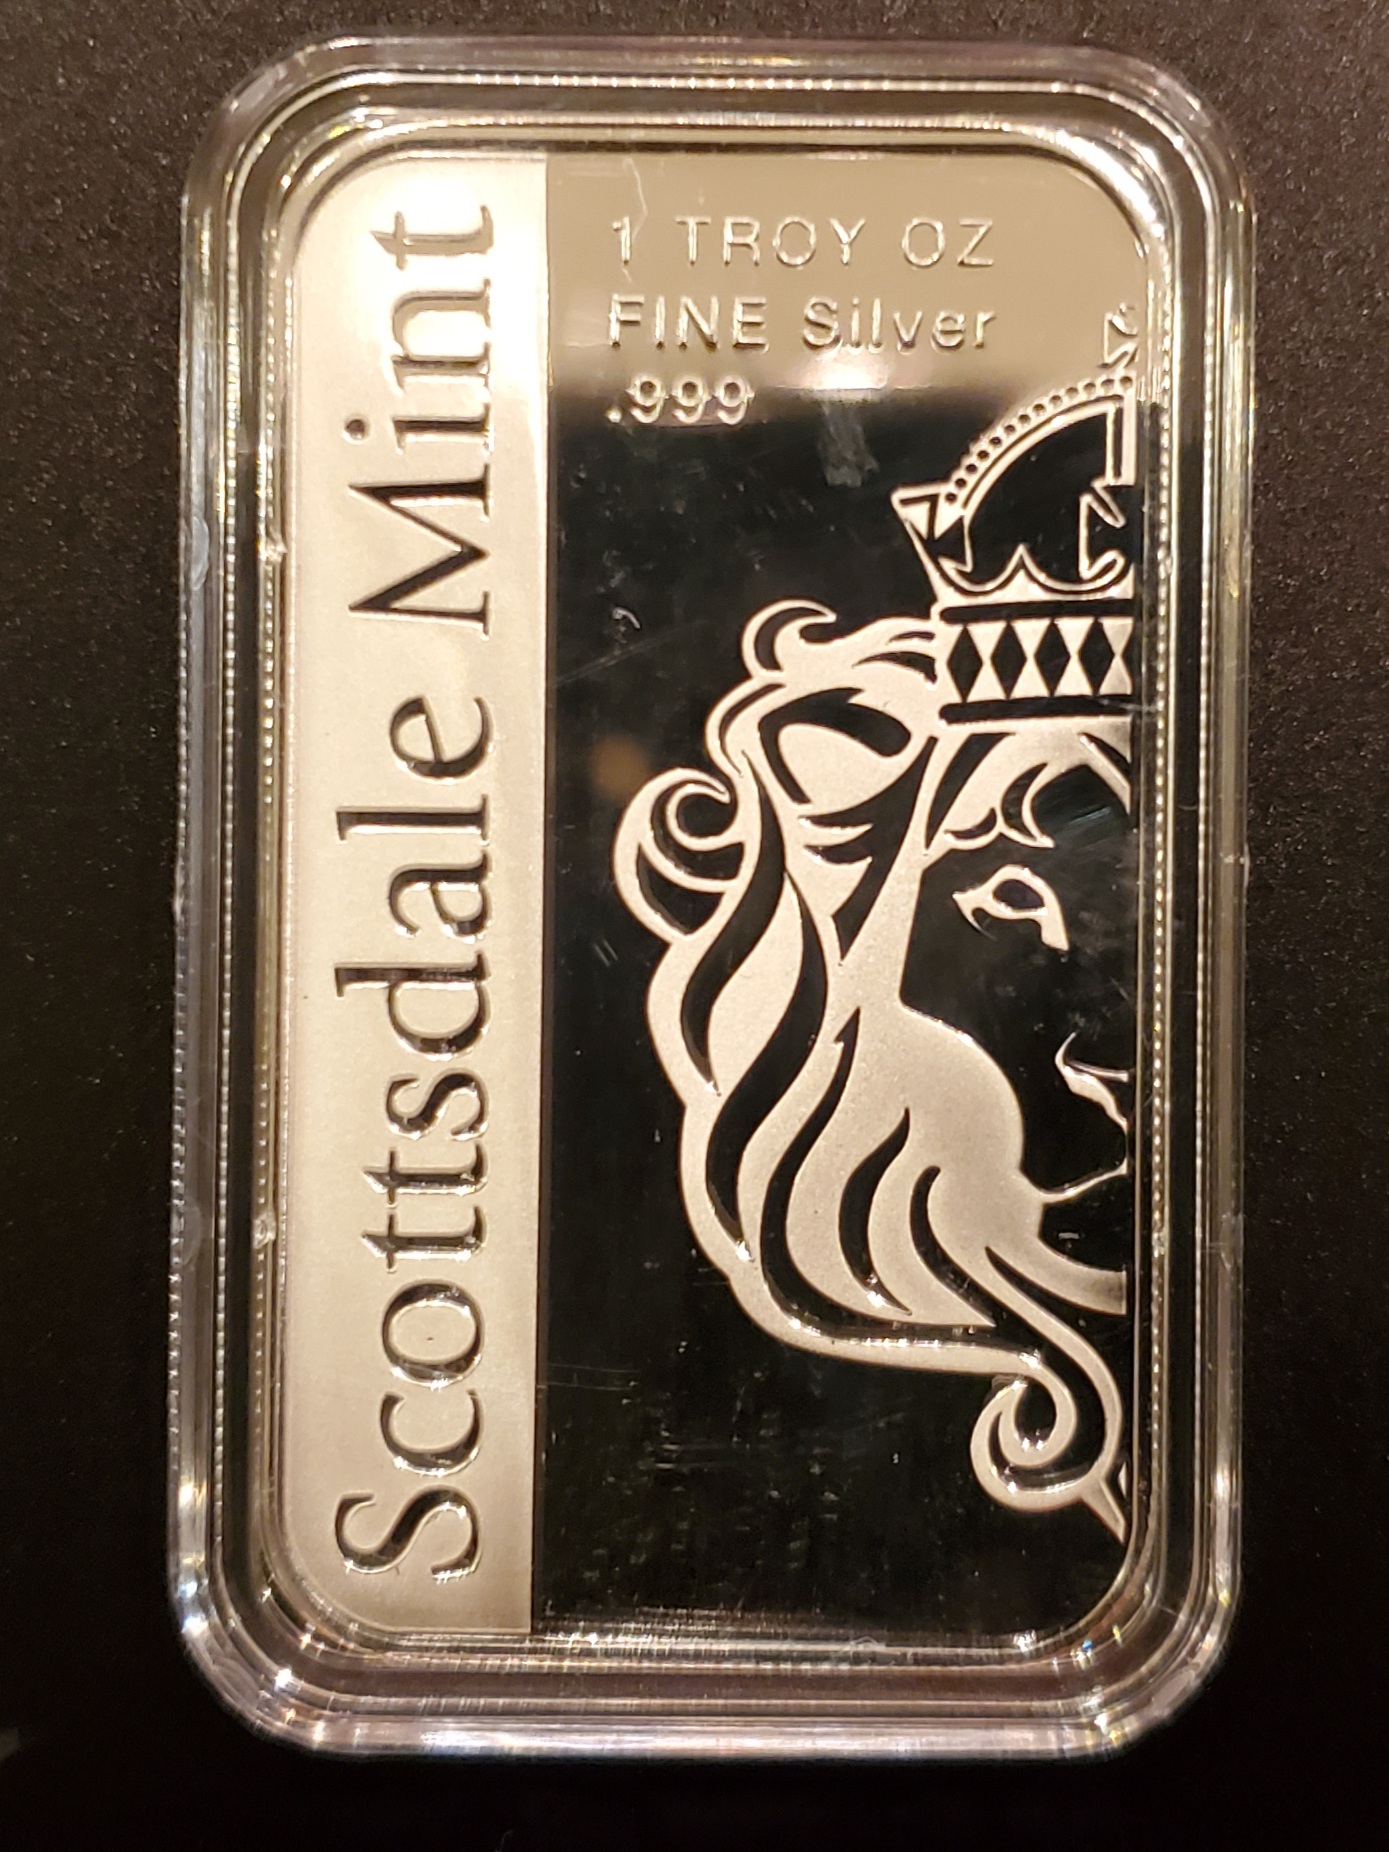 Scottsdale Mint
1 TROY OZ
FINE Silver
.999